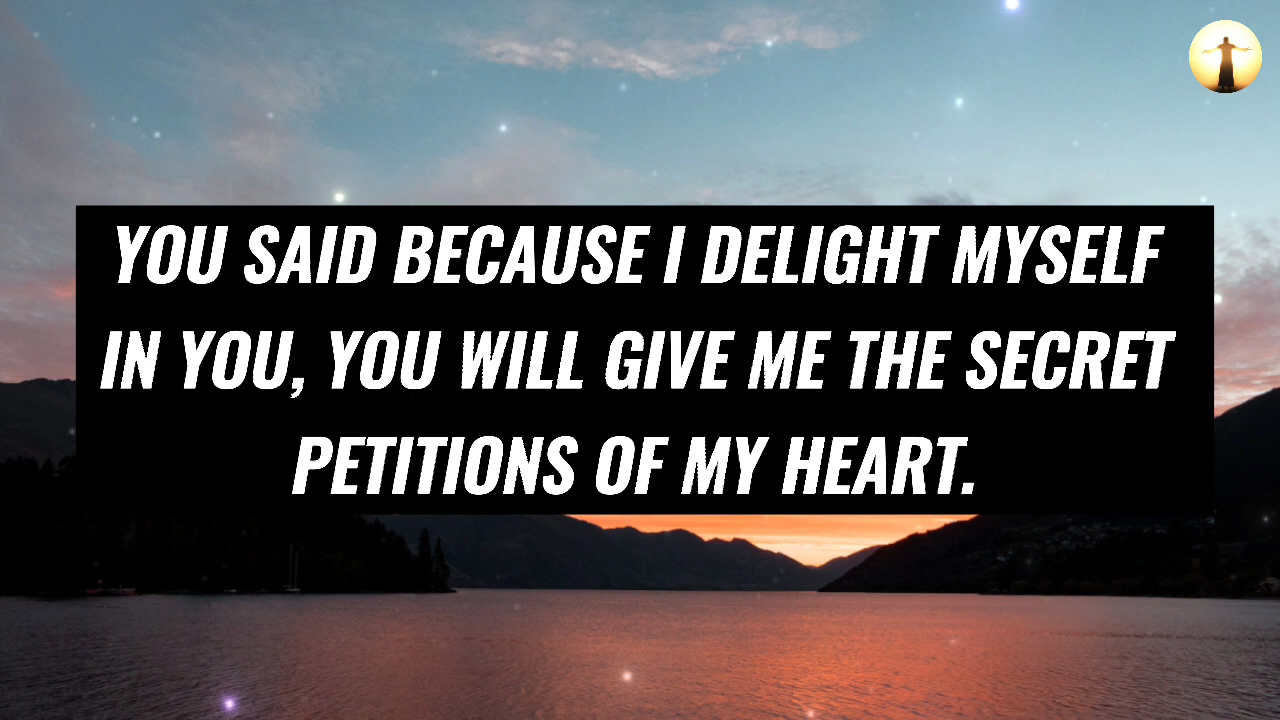 YOU SAID BECAUSE I DELIGHT MYSELF
IN YOU, YOU WILL GIVE ME THE SECRET
PETITIONS OF MY HEART.